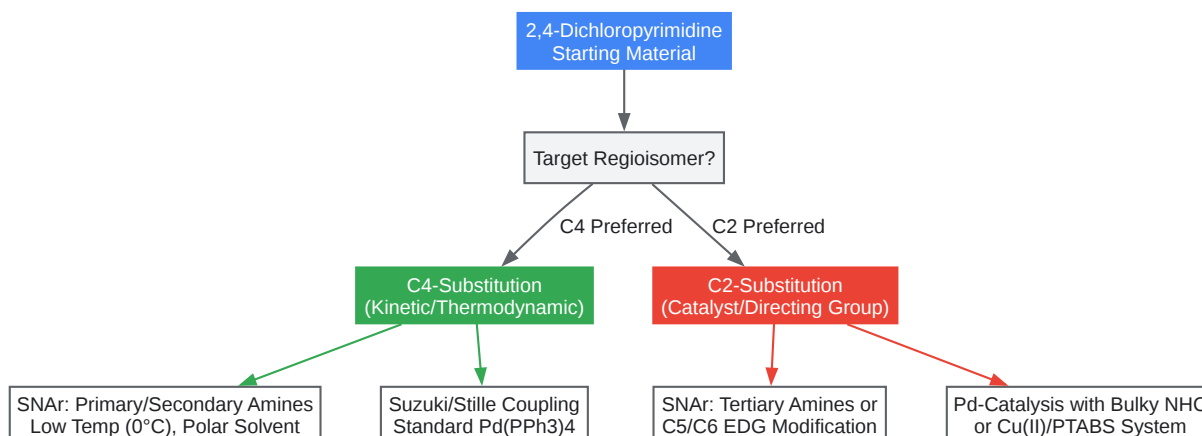 2,4-Dichloropyrimidine
Starting Material
Target Regioisomer?
C4 Preferred
C2 Preferred
C4-Substitution
(Kinetic/Thermodynamic)
C2-Substitution
(Catalyst/Directing Group)
SNAr: Primary/Secondary Amines
Low Temp (0°C), Polar Solvent
Suzuki/Stille Coupling
Standard Pd(PPh3)4
SNAr: Tertiary Amines or
C5/C6 EDG Modification
Pd-Catalysis with Bulky NHC
or Cu(II)/PTABS System